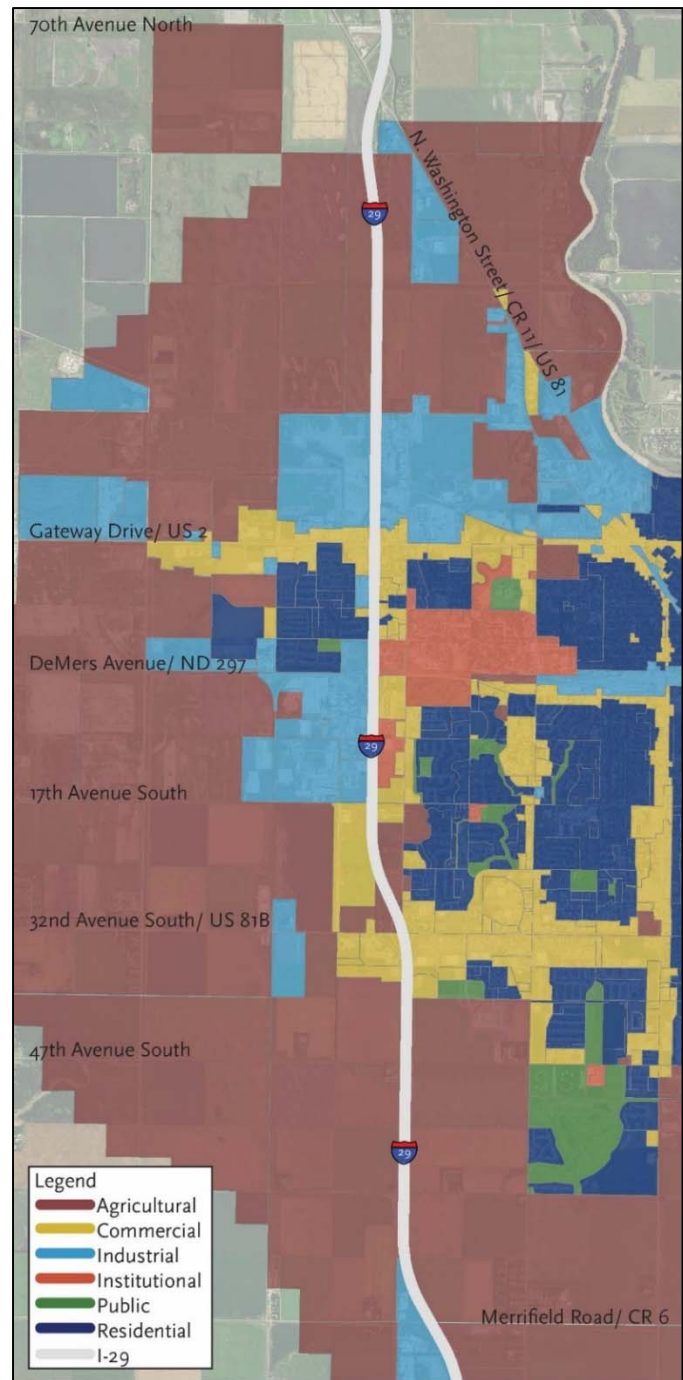 70th Avenue North
29
N. Washington Street/ CR 11/ US 81
Gateway Drive/ US 2
DeMers Avenue/ ND 297
29
17th Avenue South
32nd Avenue South/ US 81B
47th Avenue South
29
Legend
Agricultural
Commercial
Industrial
Institutional
Public
Residential
I-29
Merrifield Road/ CR 6